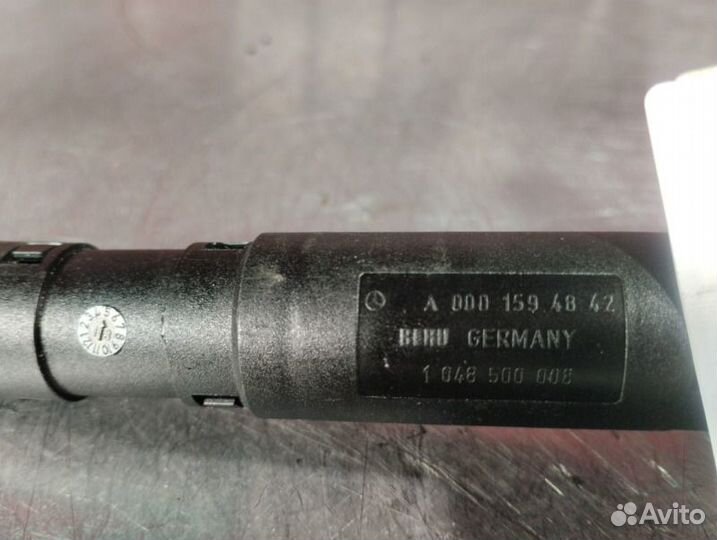 A 000 159 48 42
BERU GERMANY
1 048 500 008
Avito